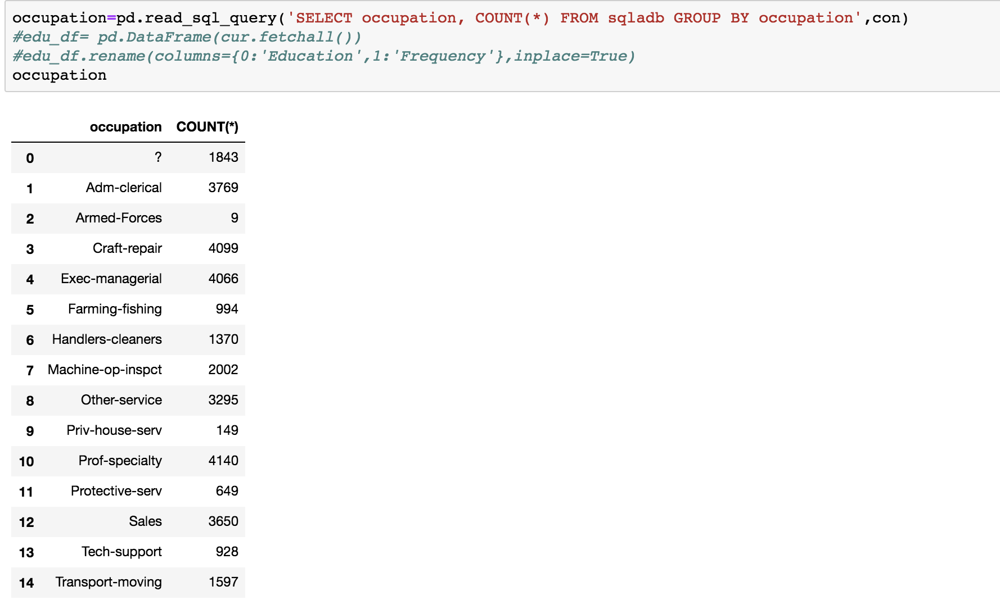 occupation=pd.read_sql_query('SELECT occupation, COUNT(*) FROM sqladb GROUP BY occupation',con)
#edu_df= pd.DataFrame(cur.fetchall())
#edu_df.rename(columns={0:'Education',1:'Frequency'},inplace=True)
occupation
occupation COUNT(*)
0 ? 1843
1 Adm-clerical 3769
2 Armed-Forces 9
3 Craft-repair 4099
4 Exec-managerial 4066
5 Farming-fishing 994
6 Handlers-cleaners 1370
7 Machine-op-inspct 2002
8 Other-service 3295
9 Priv-house-serv 149
10 Prof-specialty 4140
11 Protective-serv 649
12 Sales 3650
13 Tech-support 928
14 Transport-moving 1597